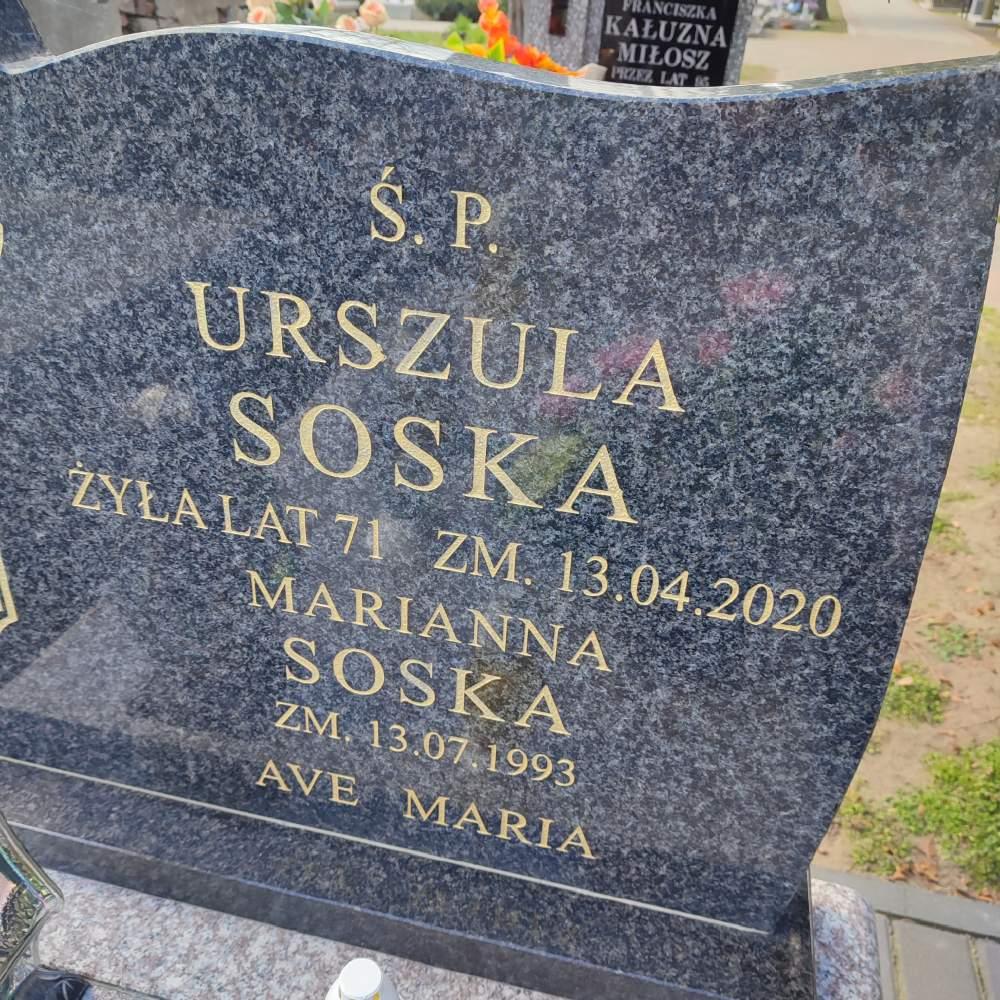 FRANCISZKA
KAŁUZNA
MIŁOSZ
PRZEZ LAT
Ś. P.
URSZULA
SOSKA
ŻYŁA LAT 71 ZM. 13.04.2020
MARIANNA
SOSKA
ZM. 13.07.1993
AVE MARIA